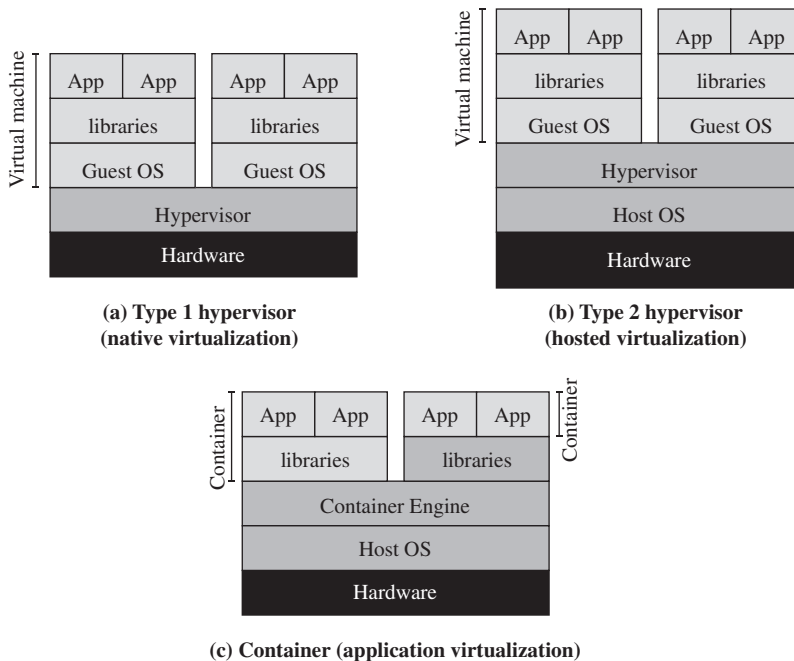 Virtual machine
App App App App
libraries libraries
Guest OS Guest OS
Hypervisor
Hardware
(a) Type 1 hypervisor
(native virtualization)
Virtual machine
App App App App
libraries libraries
Guest OS Guest OS
Hypervisor
Host OS
Hardware
(b) Type 2 hypervisor
(hosted virtualization)
Container
App App App App
Container
libraries libraries
Container Engine
Host OS
Hardware
(c) Container (application virtualization)